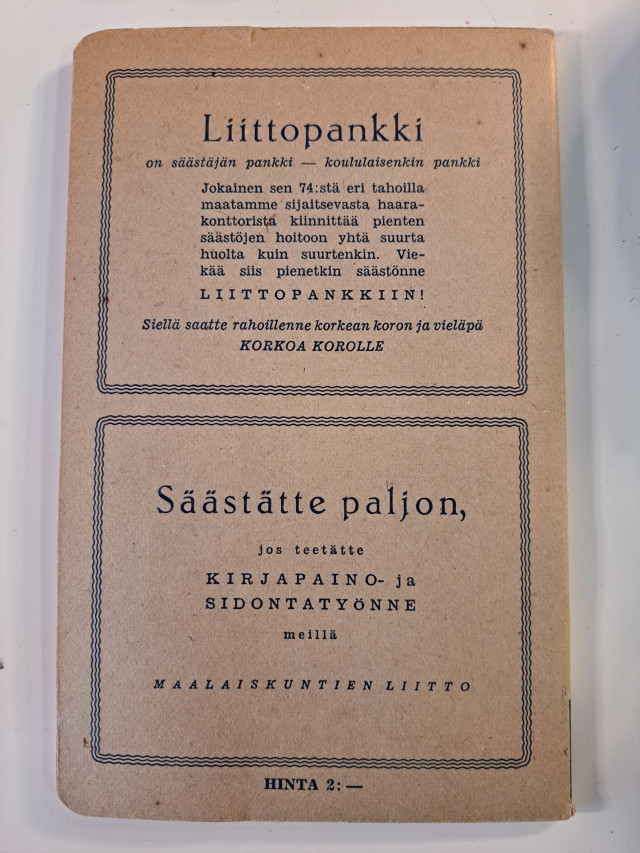 Liittopankki
on säästäjän pankki — koululaisenkin pankki
Jokainen sen 74:stä eri tahoilla
maatamme sijaitsevasta haara-
konttorista kiinnittää pienten
säästöjen hoitoon yhtä suurta
huolta kuin suurtenkin. Vie-
kää siis pienetkin säästönne
LIITTOPANKKIIN!
Siellä saatte rahoillenne korkean koron ja vieläpä
KORKOA KOROLLE
Säästätte paljon,
jos teetätte
KIRJAPAINO- ja
SIDONTATYÖNNE
meillä
MAALAISKUNTIEN LIITTO
HINTA 2: —